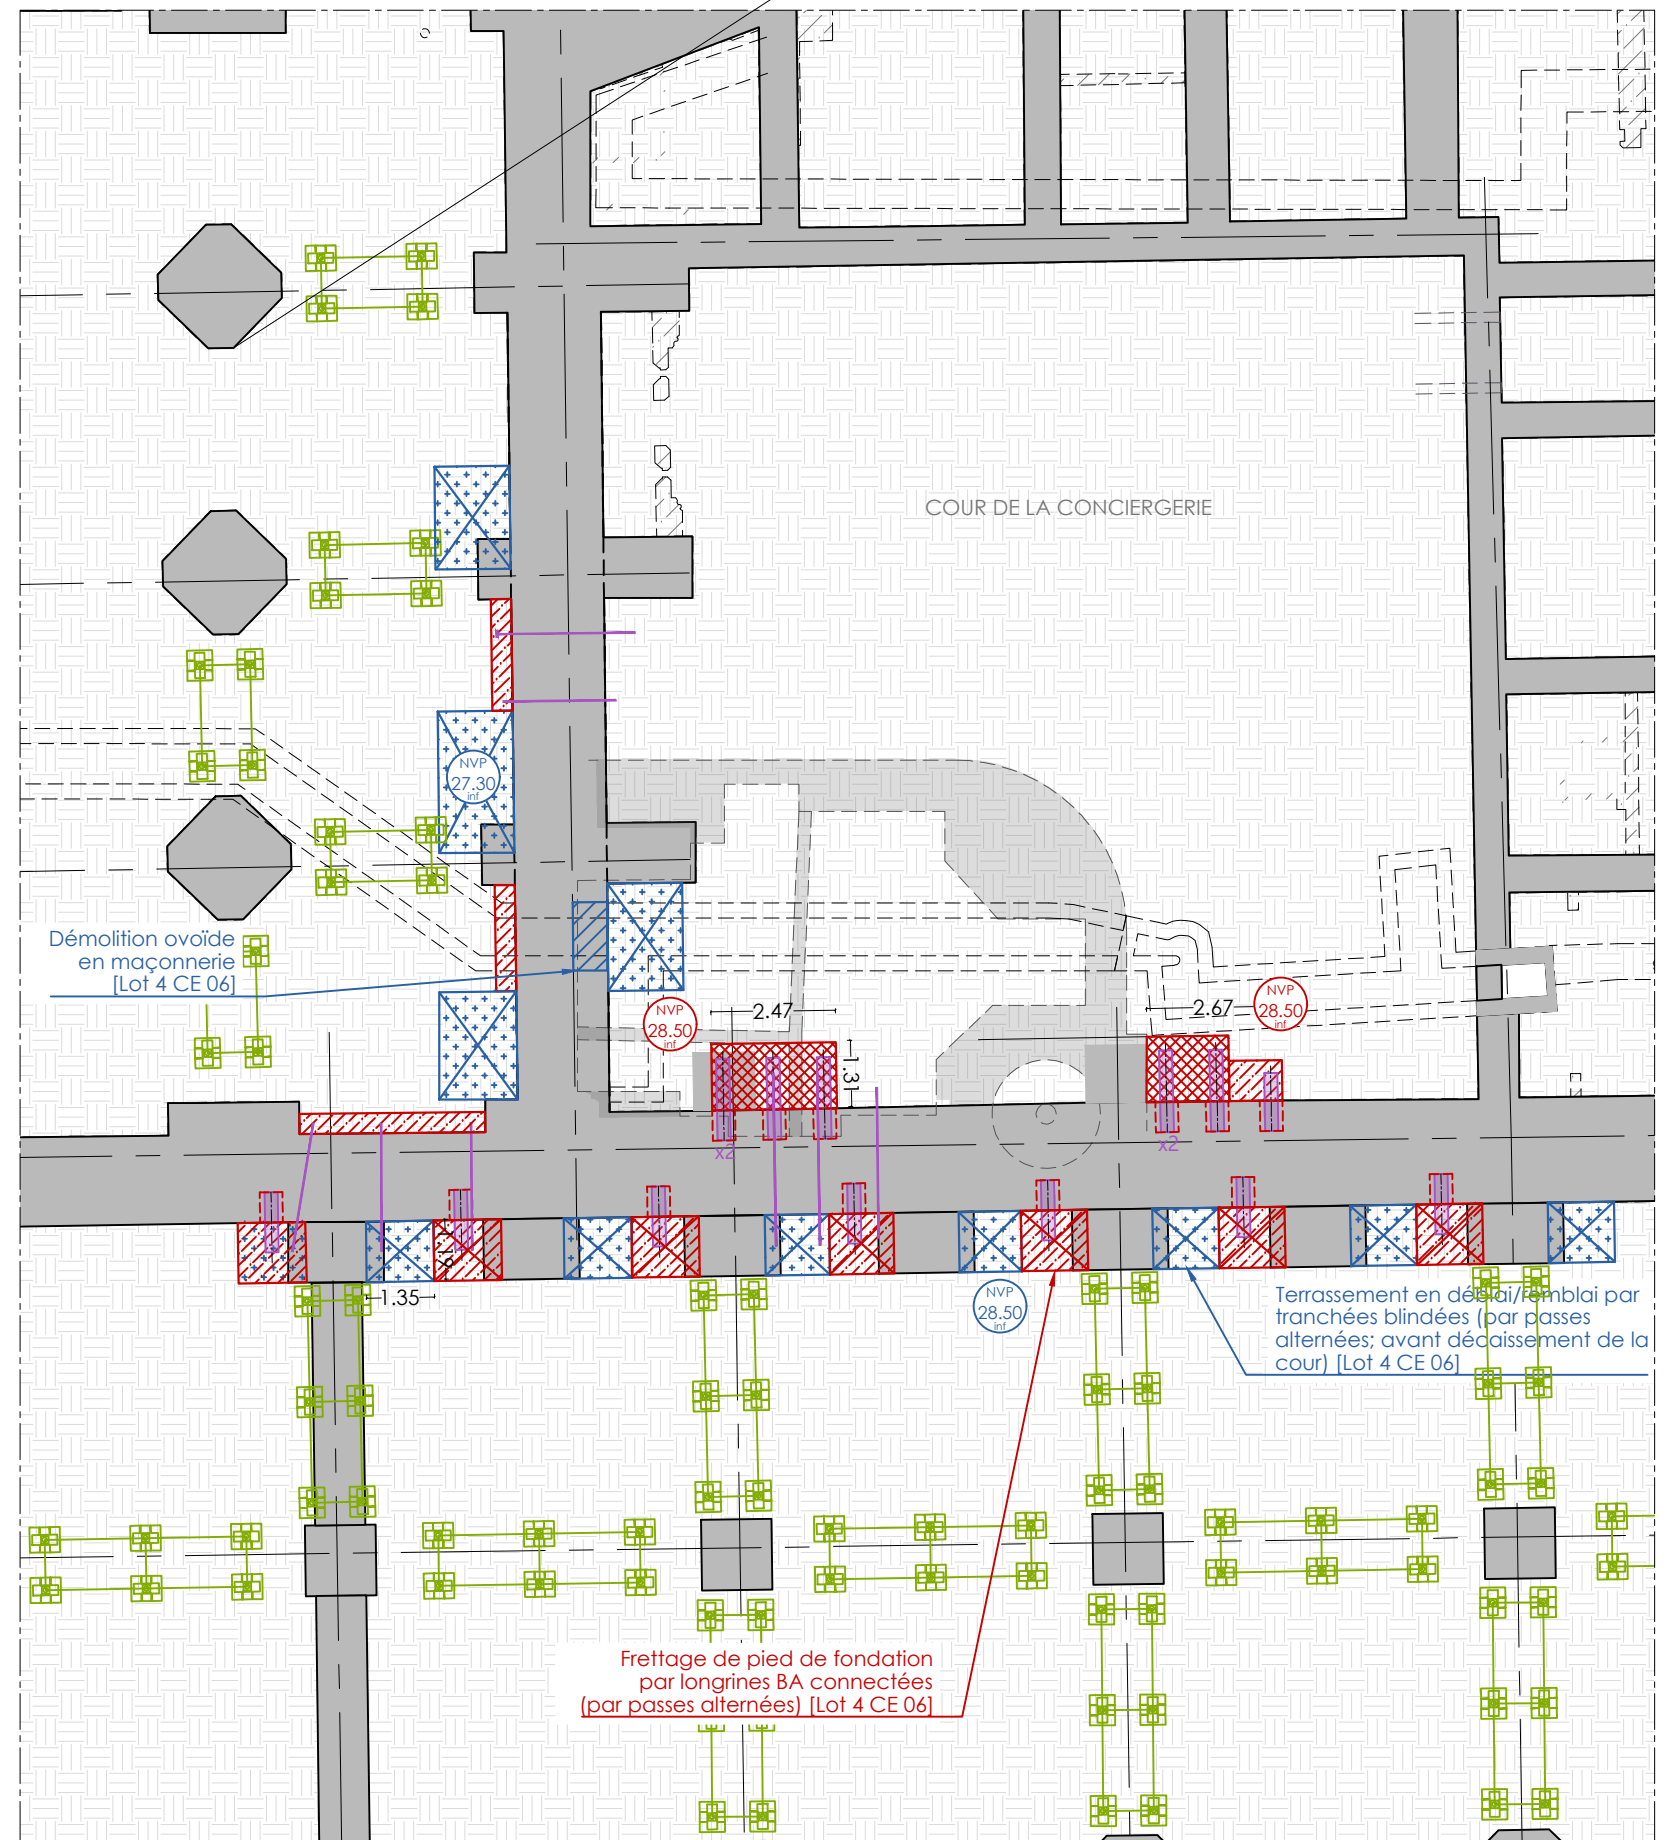 COUR DE LA CONCIERGERIE
NVP
27.30
inf
Démolition ovoïde
en maçonnerie
[Lot 4 CE 06]
NVP
28.50
inf
2.47
1.31
2.67
NVP
28.50
inf
x2
x2
1.19
1.35
NVP
28.50
inf
Terrassement en déblai/remblai par
tranchées blindées (par passes
alternées; avant décaissement de la
cour) [Lot 4 CE 06]
Frettage de pied de fondation
par longrines BA connectées
(par passes alternées) [Lot 4 CE 06]